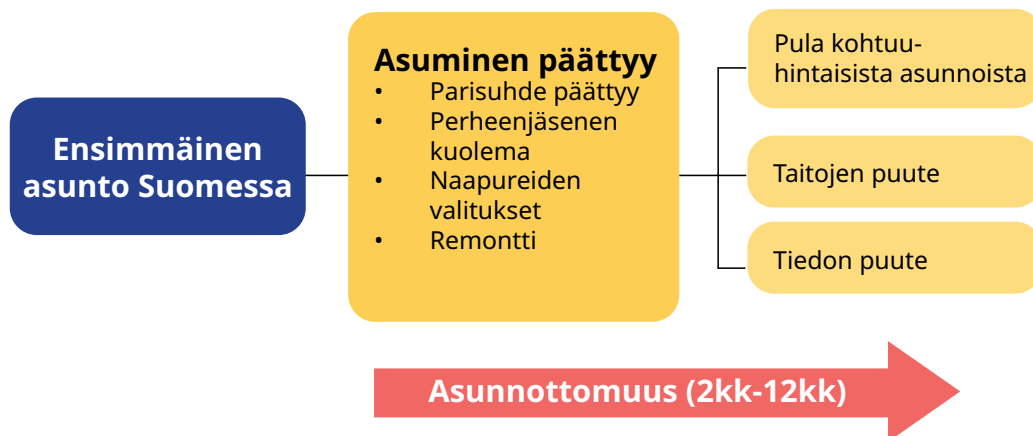 Ensimmäinen
asunto Suomessa
Asuminen päättyy
• Parisuhde päättyy
• Perheenjäsenen
kuolema
• Naapureiden
valitukset
• Remontti
Pula kohtuu-
hintaisista asunnoista
Taitojen puute
Tiedon puute
Asunnottomuus (2kk-12kk)